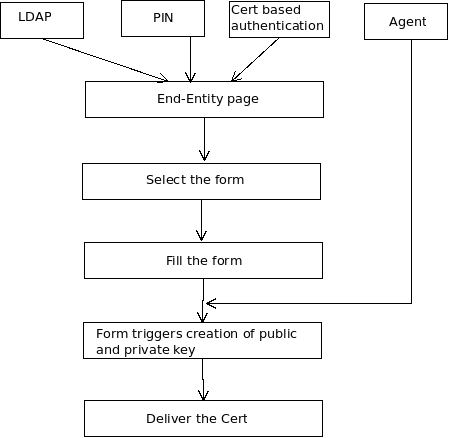 LDAP
PIN
Cert based
authentication
Agent
End-Entity page
Select the form
Fill the form
Form triggers creation of public
and private key
Deliver the Cert